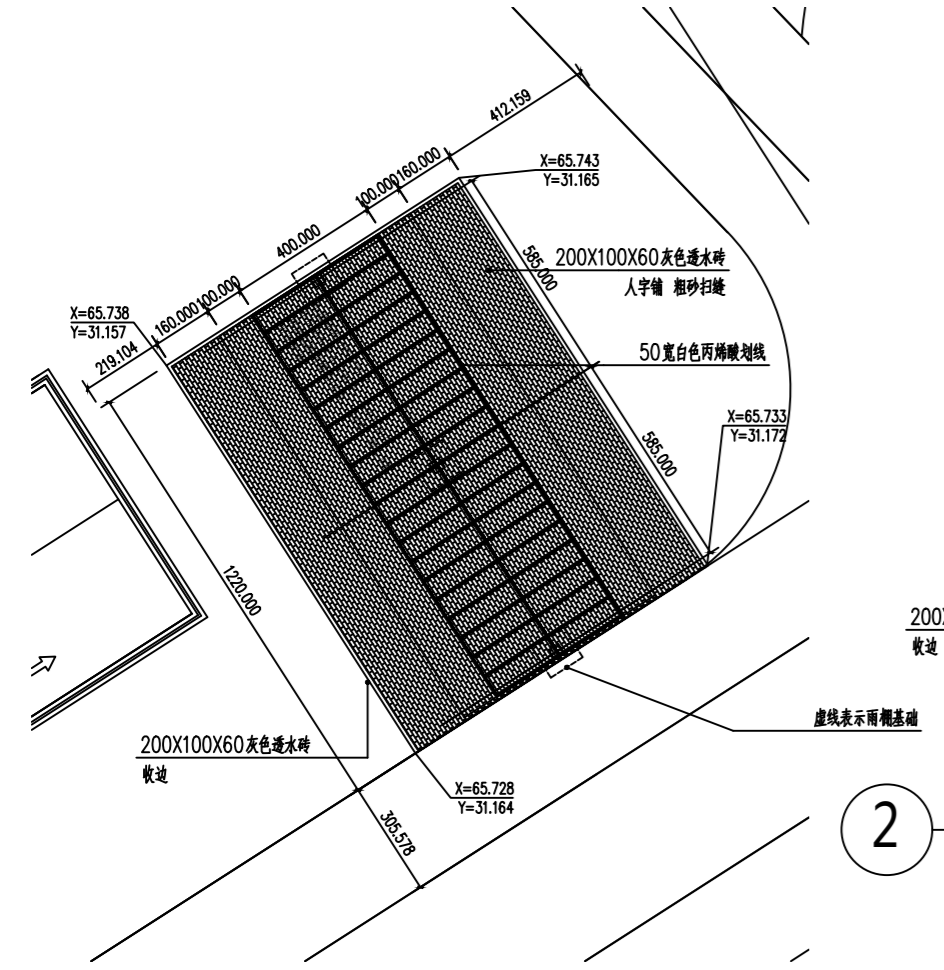 412.159
160.000
100.000
400.000
100.000
160.000
219.104
X=65.743
Y=31.165
X=65.738
Y=31.157
585.000
200X100X60灰色透水砖
人字铺 粗砂扫缝
50宽白色丙烯酸划线
X=65.733
Y=31.172
585.000
1220.000
200X
收边
虚线表示雨棚基础
200X100X60灰色透水砖
收边
X=65.728
Y=31.164
305.578
2